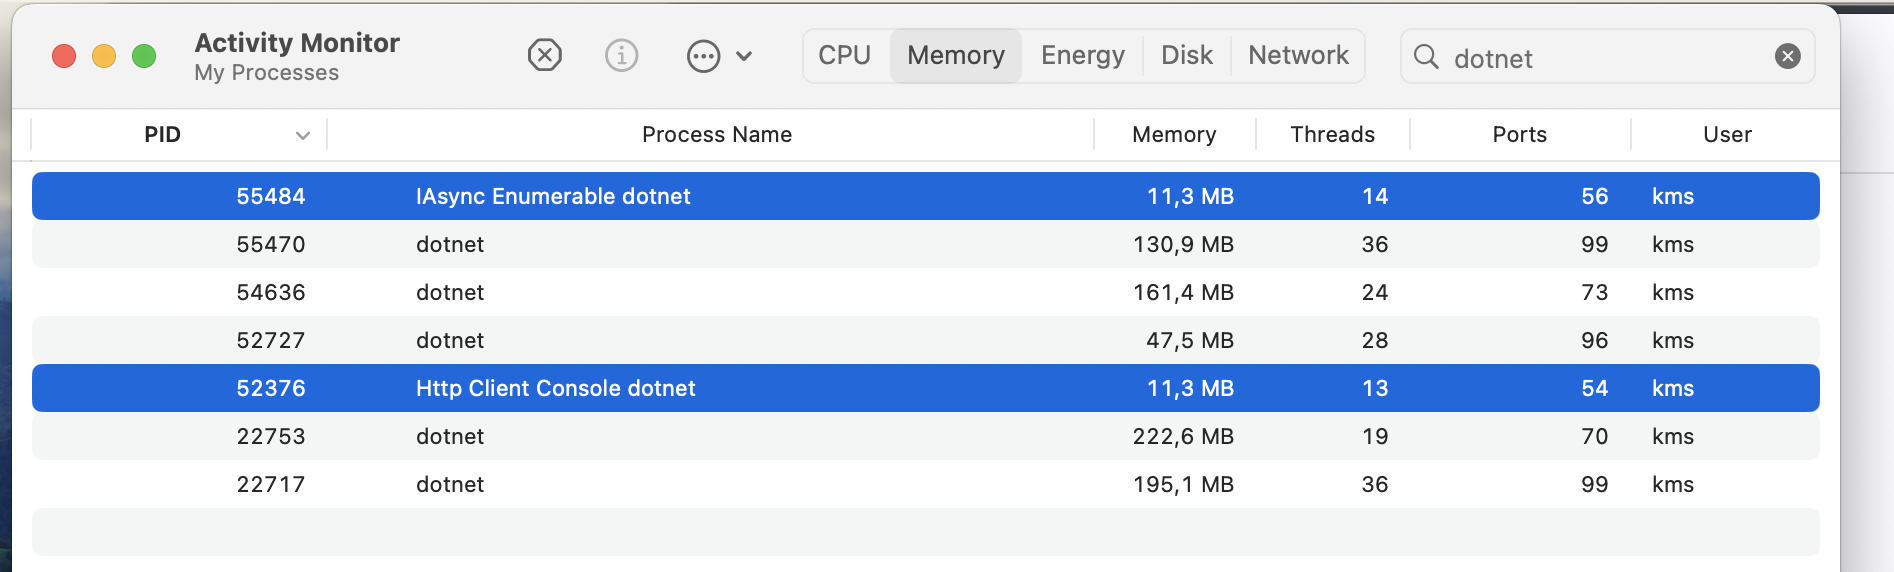 Activity Monitor
My Processes
CPU Memory Energy Disk Network
dotnet
PID Process Name Memory Threads Ports User
55484 IAsync Enumerable dotnet 11,3 MB 14 56 kms
55470 dotnet 130,9 MB 36 99 kms
54636 dotnet 161,4 MB 24 73 kms
52727 dotnet 47,5 MB 28 96 kms
52376 Http Client Console dotnet 11,3 MB 13 54 kms
22753 dotnet 222,6 MB 19 70 kms
22717 dotnet 195,1 MB 36 99 kms